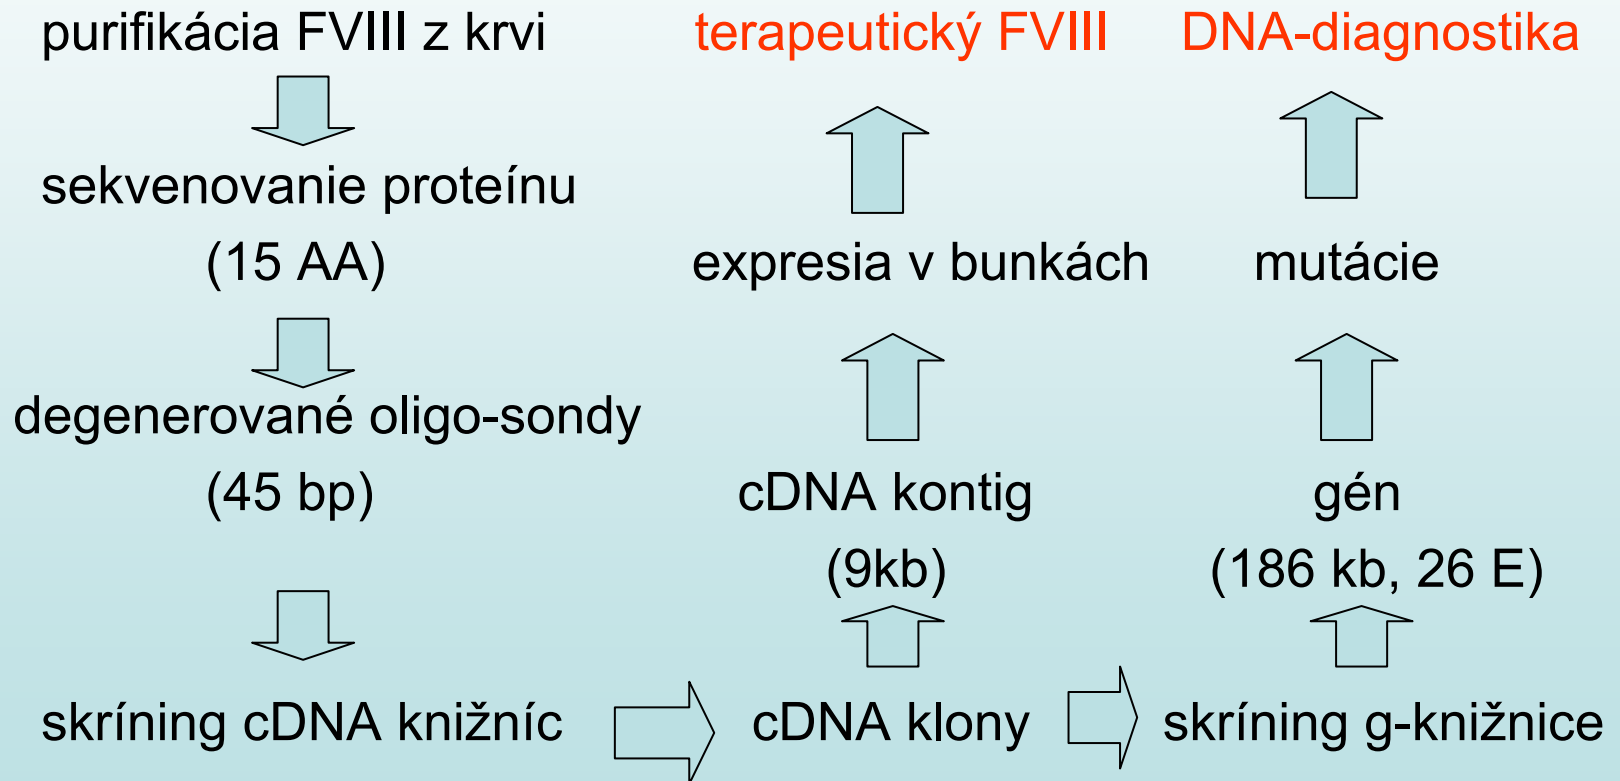 purifikácia FVIII z krvi
sekvenovanie proteínu
(15 AA)
degenerované oligo-sondy
(45 bp)
skríning cDNA knižníc
terapeutický FVIII
expresia v bunkách
cDNA kontig
(9kb)
cDNA klony
DNA-diagnostika
mutácie
gén
(186 kb, 26 E)
skríning g-knižnice